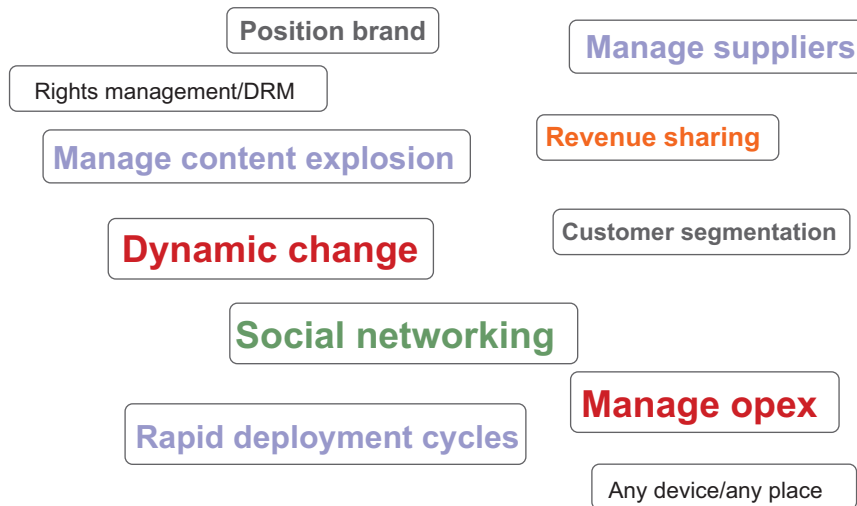 Position brand
Manage suppliers
Rights management/DRM
Manage content explosion
Revenue sharing
Dynamic change
Customer segmentation
Social networking
Manage opex
Rapid deployment cycles
Any device/any place